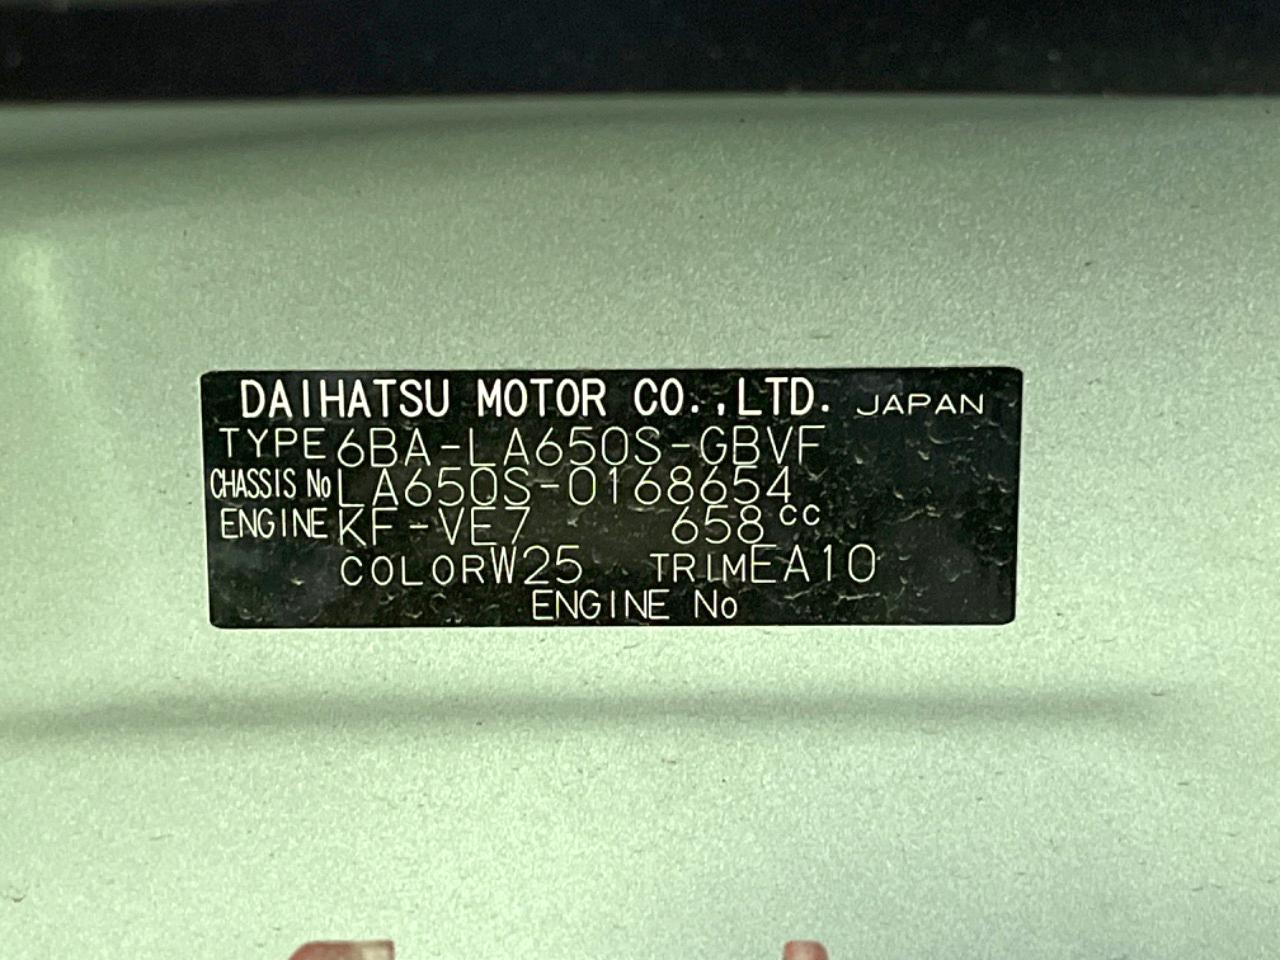 DAIHATSU MOTOR CO.,LTD. JAPAN
TYPE 6BA-LA650S-GBVF
CHASSIS No LA650S-0168654
ENGINE KF-VE7 658cc
COLOR W25 TRIM EA10
ENGINE No